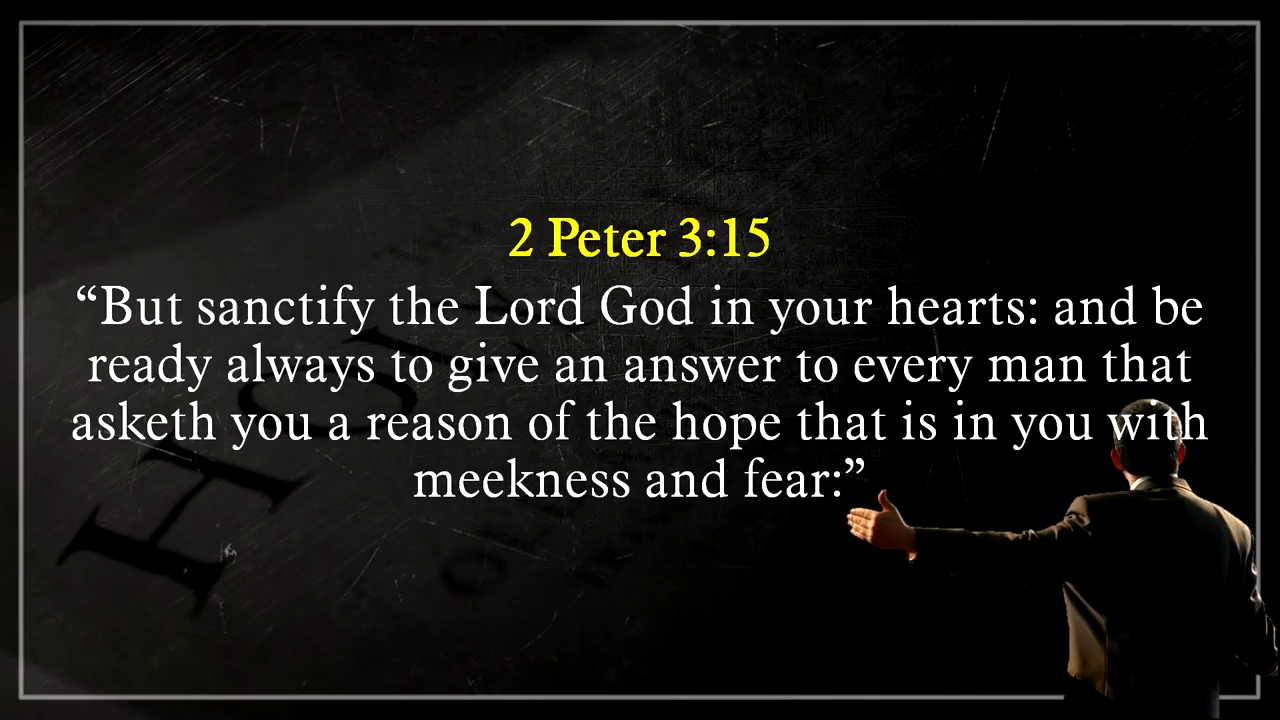 2 Peter 3:15
“But sanctify the Lord God in your hearts: and be
ready always to give an answer to every man that
asketh you a reason of the hope that is in you with
meekness and fear:”